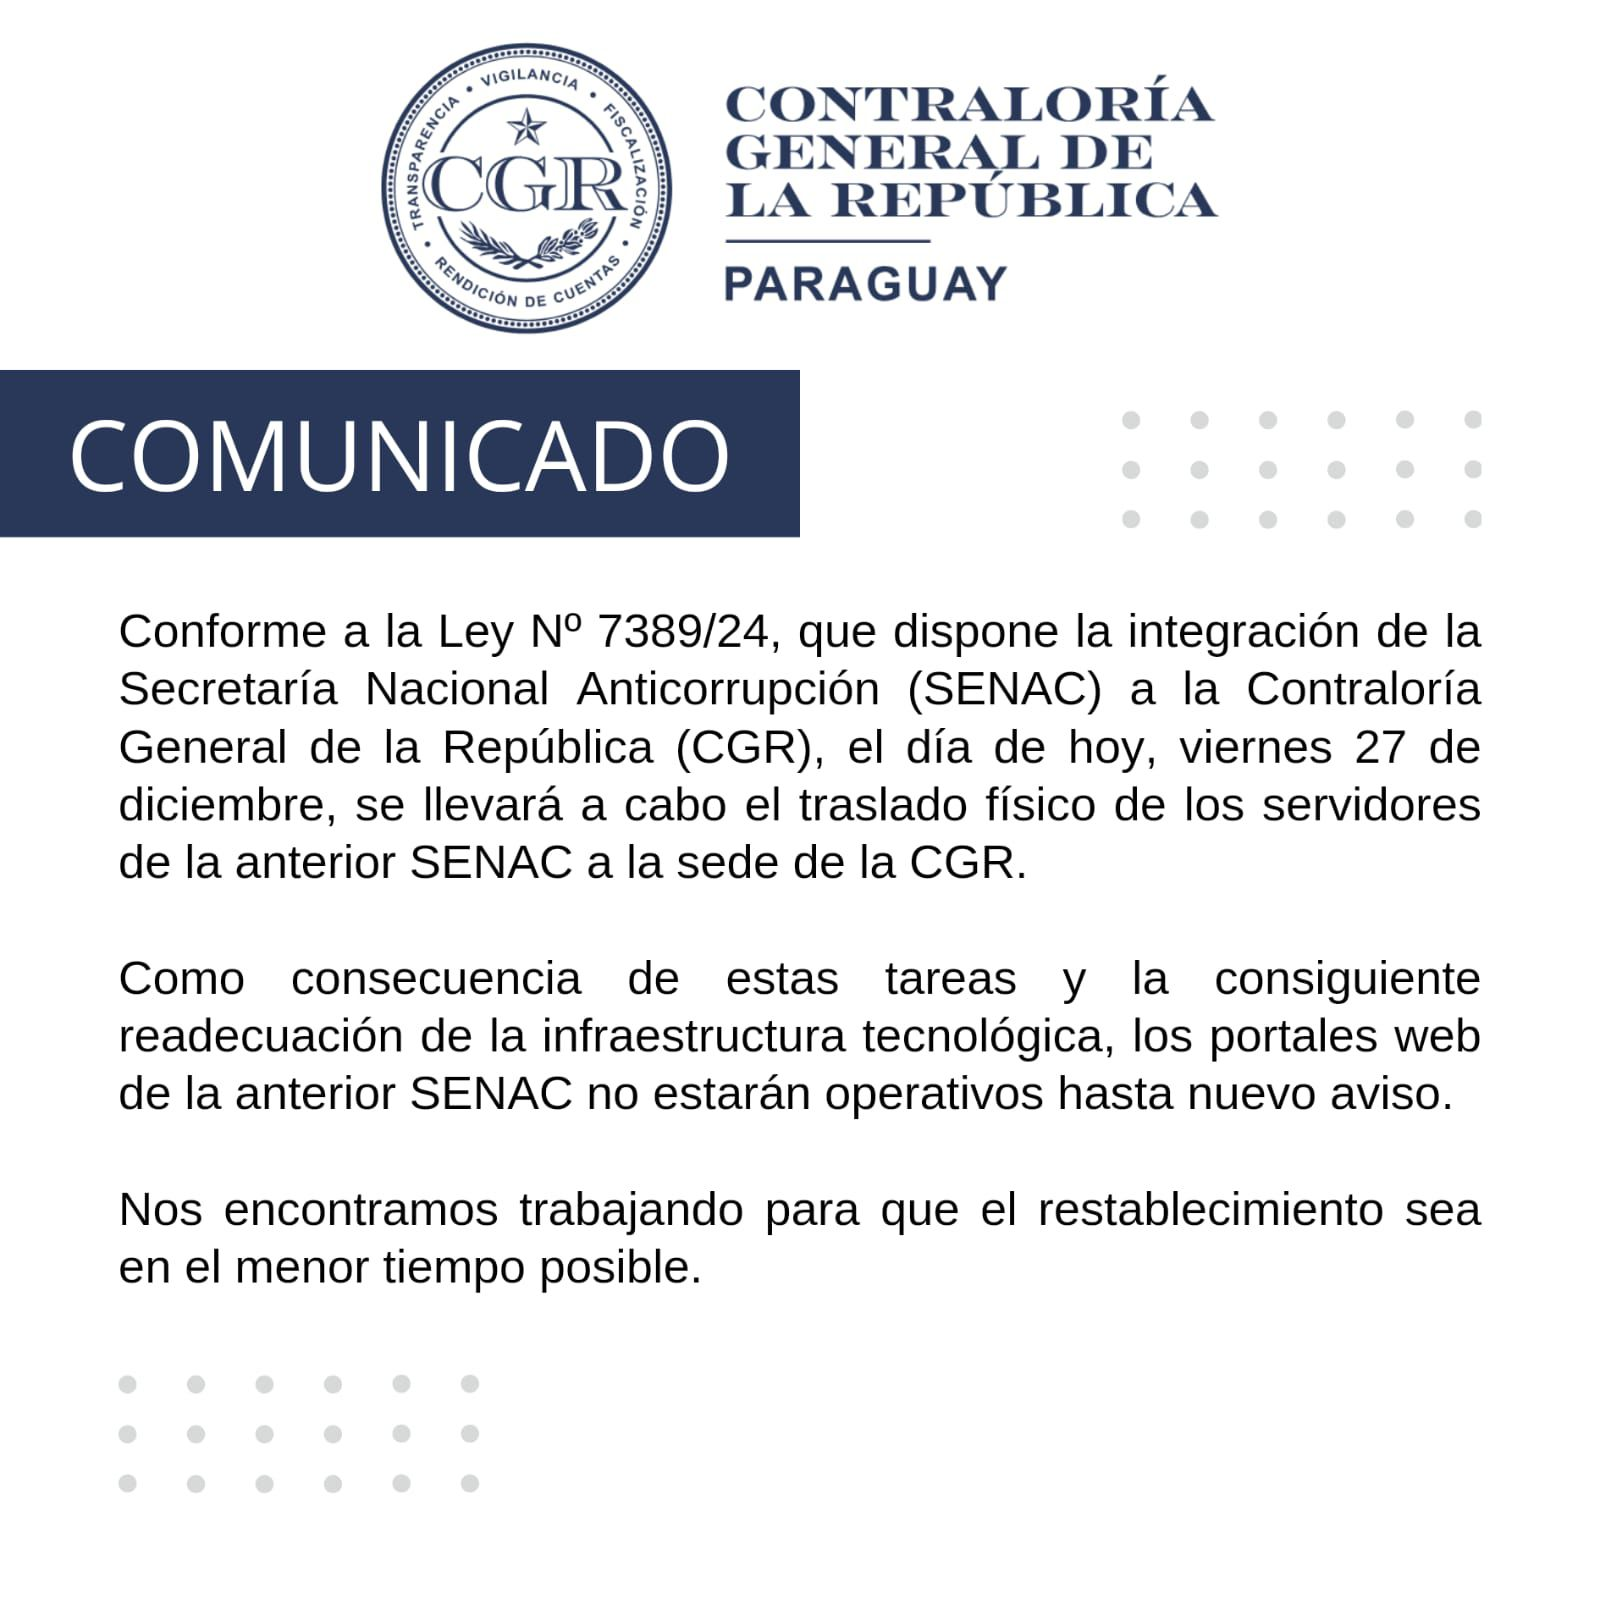 TRANSPARENCIA • VIGILANCIA • FISCALIZACIÓN • RENDICIÓN DE CUENTAS •
CGR
CONTRALORÍA
GENERAL DE
LA REPÚBLICA
PARAGUAY
COMUNICADO
Conforme a la Ley Nº 7389/24, que dispone la integración de la
Secretaría Nacional Anticorrupción (SENAC) a la Contraloría
General de la República (CGR), el día de hoy, viernes 27 de
diciembre, se llevará a cabo el traslado físico de los servidores
de la anterior SENAC a la sede de la CGR.
Como consecuencia de estas tareas y la consiguiente
readecuación de la infraestructura tecnológica, los portales web
de la anterior SENAC no estarán operativos hasta nuevo aviso.
Nos encontramos trabajando para que el restablecimiento sea
en el menor tiempo posible.